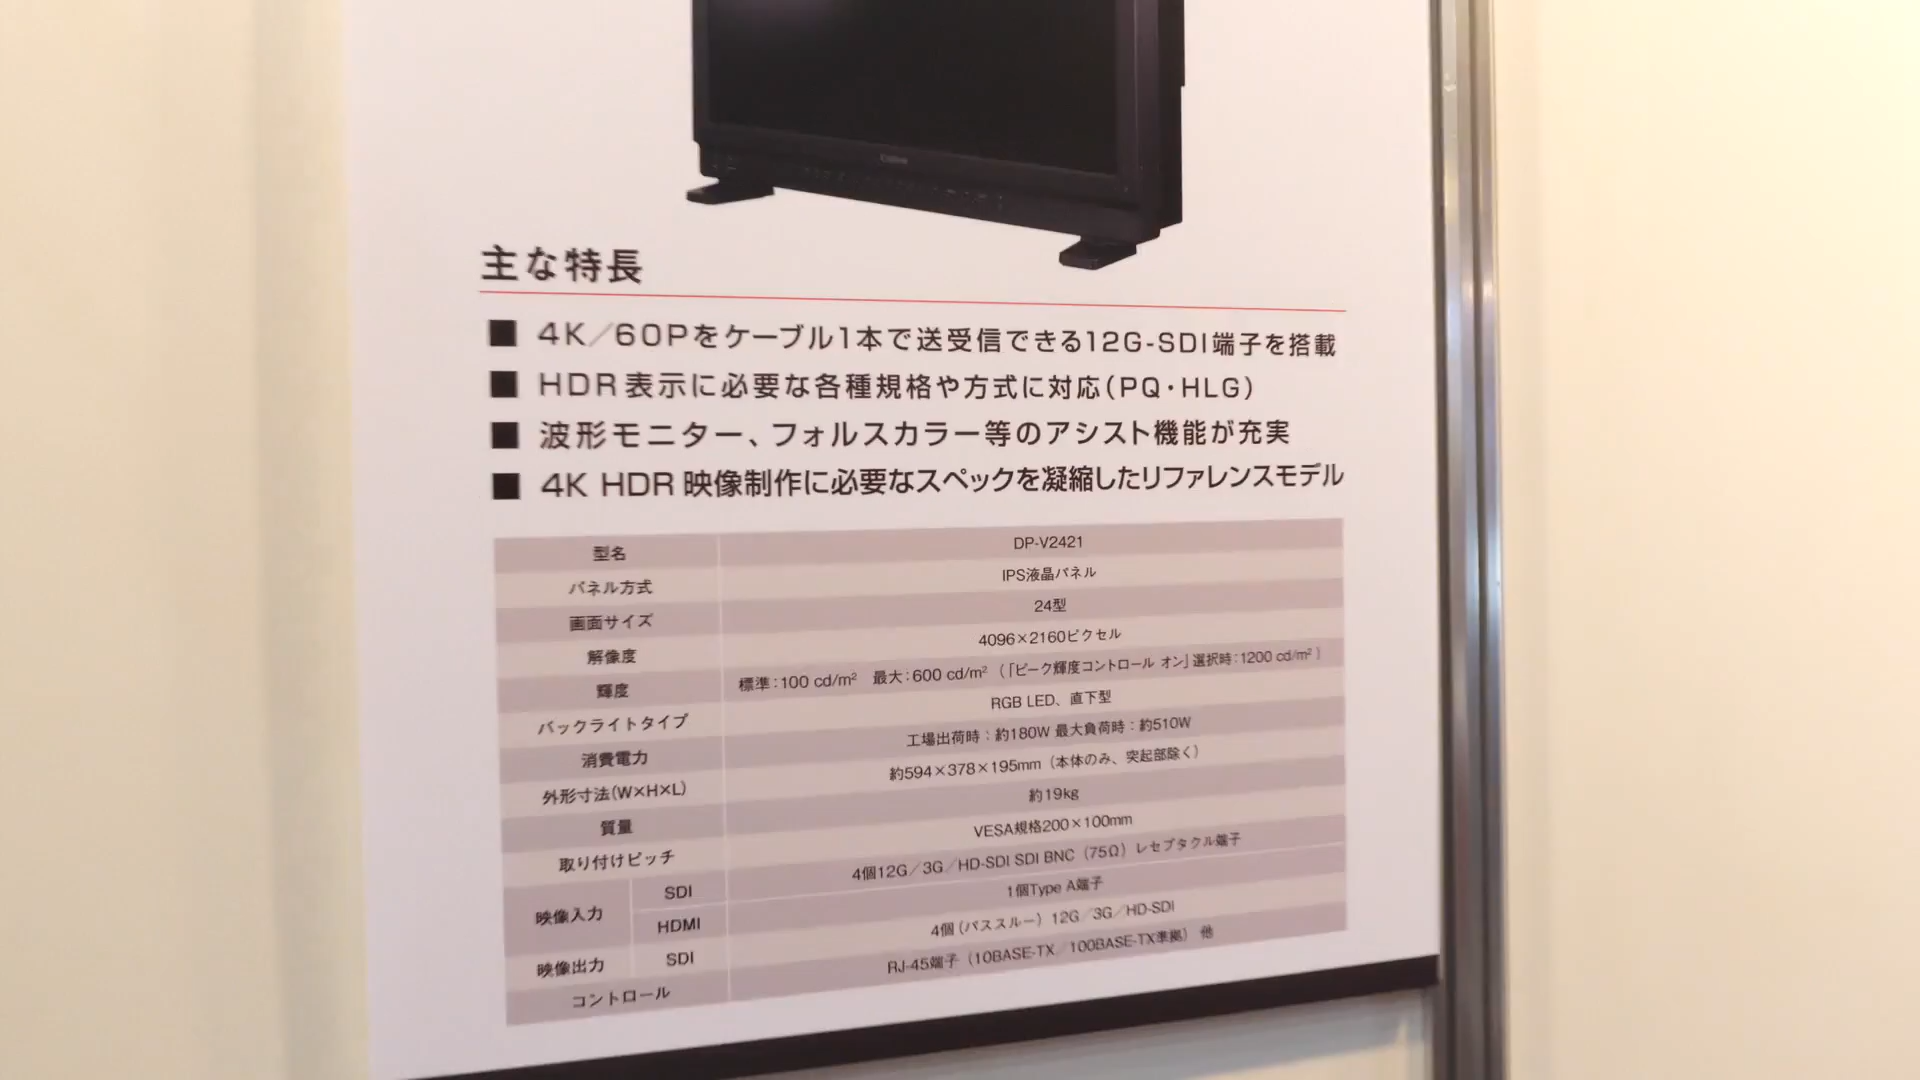 Canon
主な特長
■ 4K／60Pをケーブル1本で送受信できる12G-SDI端子を搭載
■ HDR表示に必要な各種規格や方式に対応（PQ・HLG）
■ 波形モニター、フォルスカラー等のアシスト機能が充実
■ 4K HDR 映像制作に必要なスペックを凝縮したリファレンスモデル
型名 DP-V2421
パネル方式 IPS液晶パネル
画面サイズ 24型
解像度 4096×2160ピクセル
輝度 標準：100 cd/m² 最大：600 cd/m²（「ピーク輝度コントロール オン」選択時：1200 cd/m²）
バックライトタイプ RGB LED、直下型
消費電力 工場出荷時：約180W 最大負荷時：約510W
外形寸法（W×H×L） 約594×378×195mm（本体のみ、突起部除く）
質量 約19kg
取り付けピッチ VESA規格200×100mm
映像入力 SDI 4個12G／3G／HD-SDI SDI BNC（75Ω）レセプタクル端子
HDMI 1個Type A端子
映像出力 SDI 4個（パススルー）12G／3G／HD-SDI
コントロール RJ-45端子（10BASE-TX／100BASE-TX準拠） 他